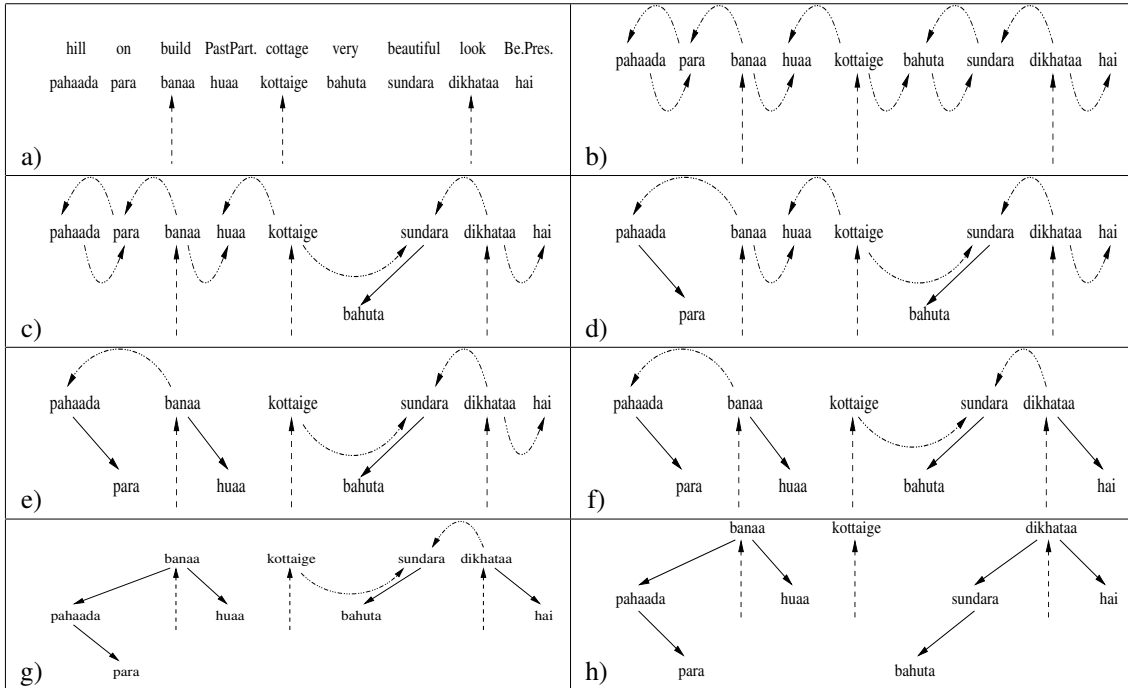 hill on build PastPart. cottage very beautiful look Be.Pres.
pahaada para banaa huaa kottaige bahuta sundara dikhataa hai
a)
pahaada para banaa huaa kottaige bahuta sundara dikhataa hai
b)
pahaada para banaa huaa kottaige sundara dikhataa hai
bahuta
c)
pahaada banaa huaa kottaige sundara dikhataa hai
para bahuta
d)
pahaada banaa kottaige sundara dikhataa hai
para huaa bahuta
e)
pahaada banaa kottaige sundara dikhataa
para huaa bahuta hai
f)
banaa kottaige sundara dikhataa
pahaada huaa bahuta hai
para
g)
banaa kottaige dikhataa
pahaada huaa sundara hai
para bahuta
h)